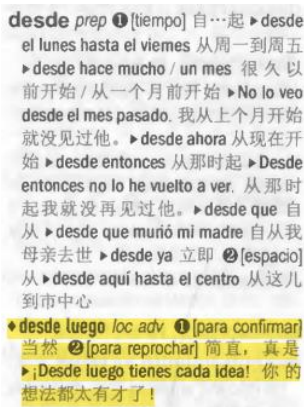 desde prep ❶[tiempo] 自…起 ▸desde
el lunes hasta el viernes 从周一到周五
▸desde hace mucho / un mes 很久以
前开始 / 从一个月前开始 ▸No lo veo
desde el mes pasado. 我从上个月开始
就没见过他。▸desde ahora 从现在开
始 ▸desde entonces 从那时起 ▸Desde
entonces no lo he vuelto a ver. 从那时
起我就没再见过他。▸desde que 自
从 ▸desde que murió mi madre 自从我
母亲去世 ▸desde ya 立即 ❷[espacio]
从 ▸desde aquí hasta el centro 从这儿
到市中心
♦desde luego loc adv ❶[para confirmar]
当然 ❷[para reprochar] 简直，真是
▸¡Desde luego tienes cada idea! 你的
想法都太有才了！